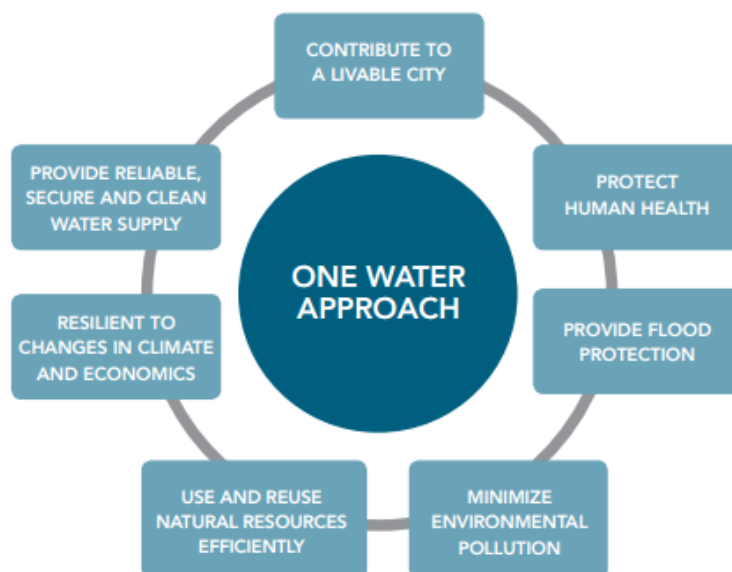 CONTRIBUTE TO
A LIVABLE CITY
PROTECT
HUMAN HEALTH
PROVIDE FLOOD
PROTECTION
MINIMIZE
ENVIRONMENTAL
POLLUTION
USE AND REUSE
NATURAL RESOURCES
EFFICIENTLY
RESILIENT TO
CHANGES IN CLIMATE
AND ECONOMICS
PROVIDE RELIABLE,
SECURE AND CLEAN
WATER SUPPLY
ONE WATER
APPROACH